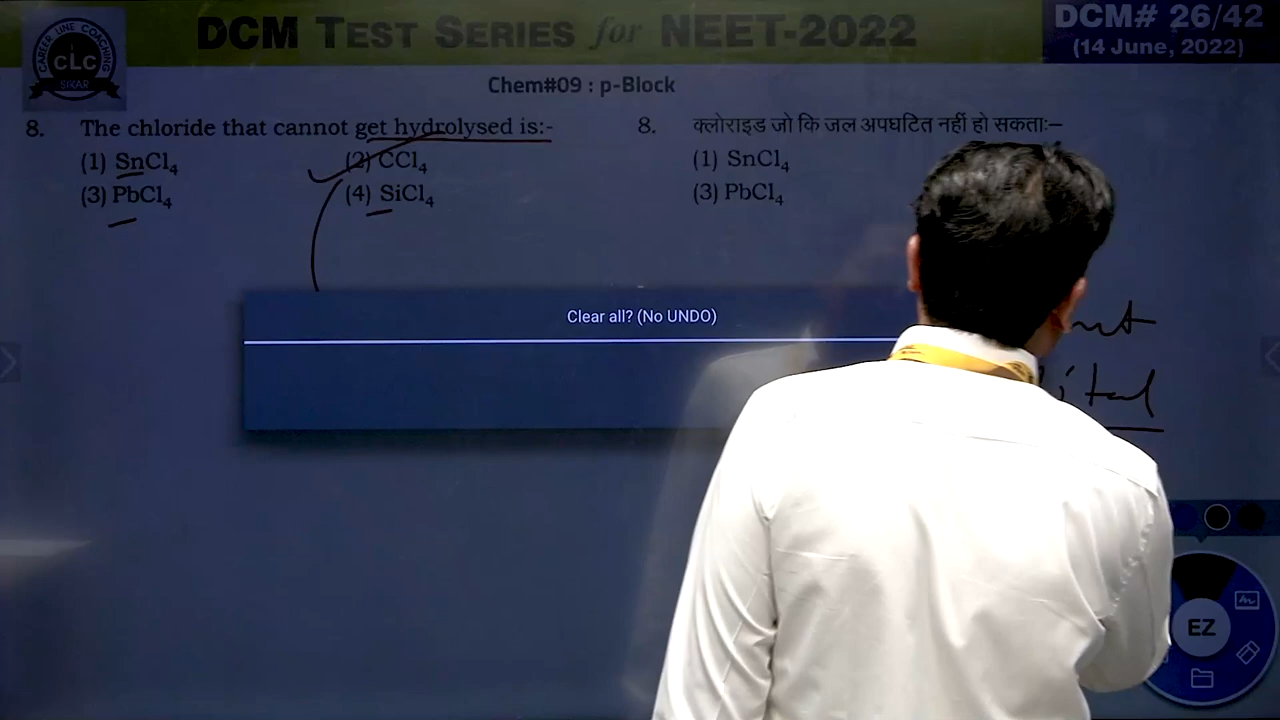 DCM TEST SERIES for NEET-2022
DCM# 26/42
(14 June, 2022)
CAREER LINE COACHING
CLC
SIKAR
Chem#09 : p-Block
8. The chloride that cannot get hydrolysed is:-
(1) SnCl₄ (2) CCl₄
(3) PbCl₄ (4) SiCl₄
8. क्लोराइड जो कि जल अपघटित नहीं हो सकताः–
(1) SnCl₄
(3) PbCl₄
Clear all? (No UNDO)
EZ